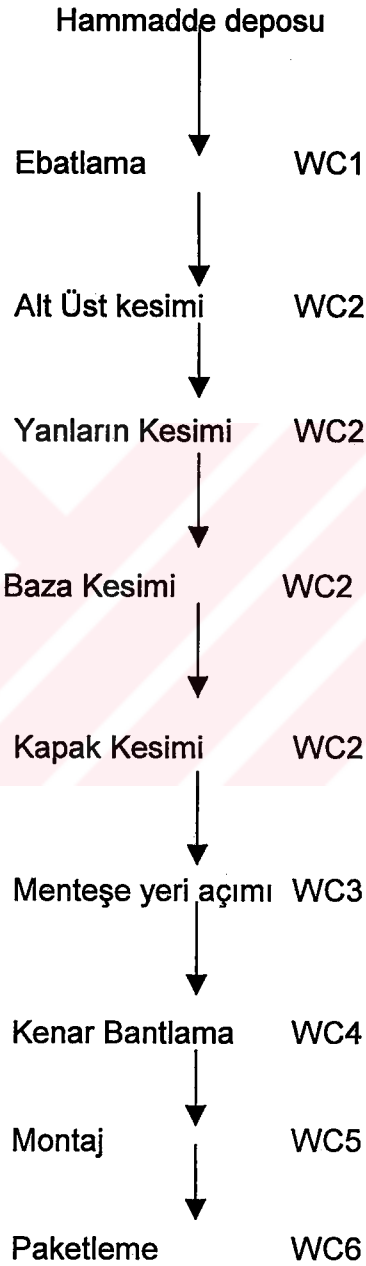 Hammadde deposu
Ebatlama WC1
Alt Üst kesimi WC2
Yanların Kesimi WC2
Baza Kesimi WC2
Kapak Kesimi WC2
Menteşe yeri açımı WC3
Kenar Bantlama WC4
Montaj WC5
Paketleme WC6